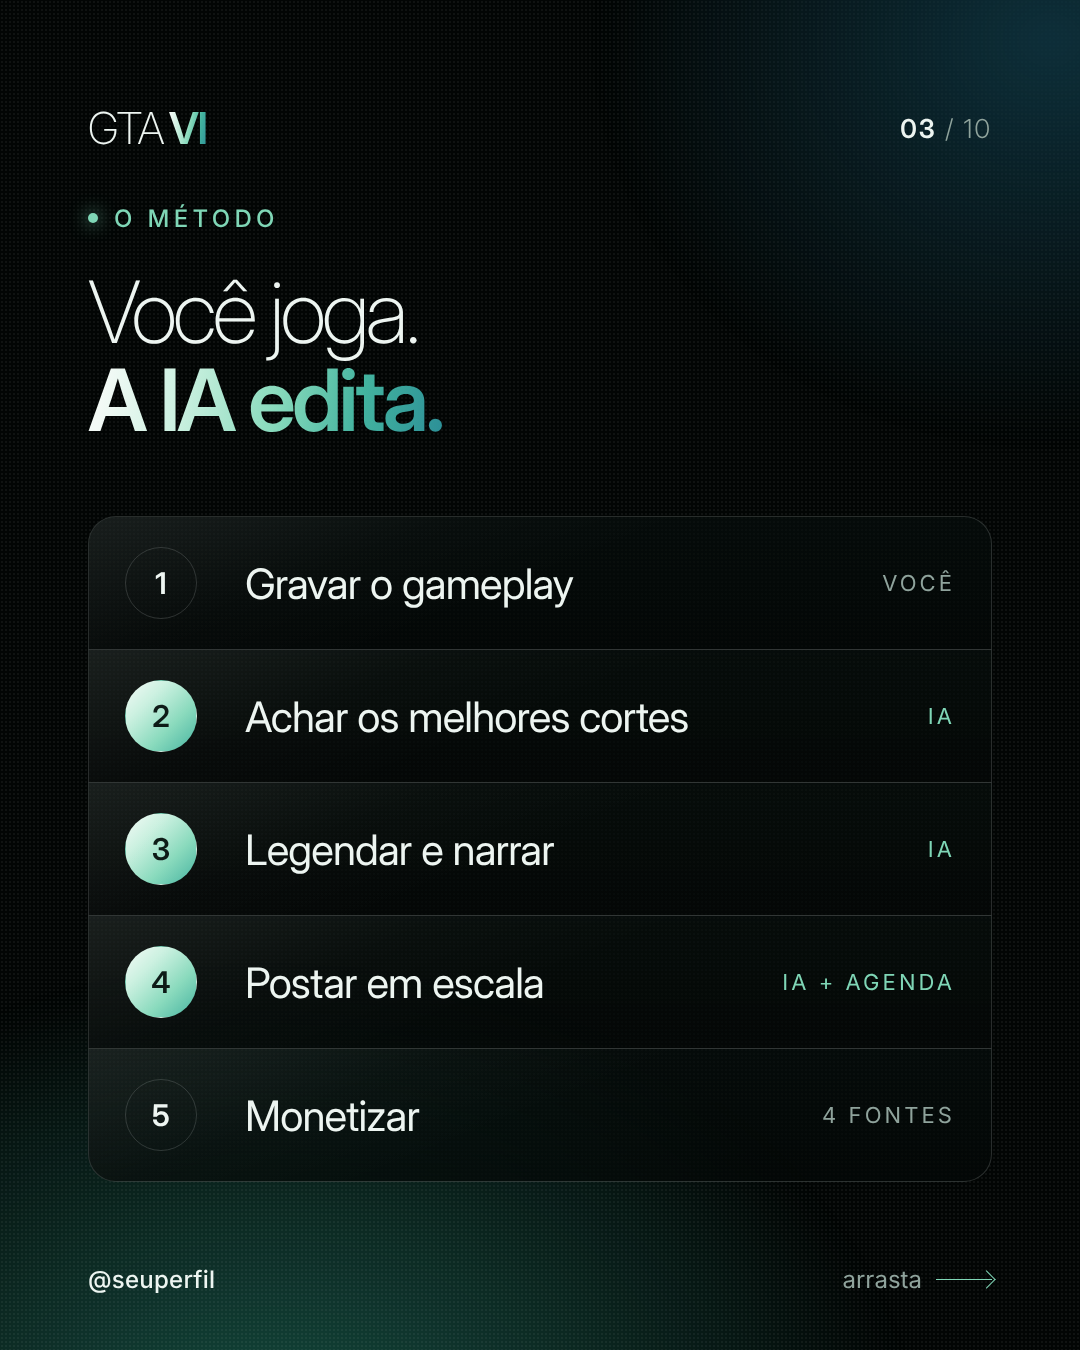 GTA VI
03 / 10
O MÉTODO
Você joga.
A IA edita.
1 Gravar o gameplay VOCÊ
2 Achar os melhores cortes IA
3 Legendar e narrar IA
4 Postar em escala IA + AGENDA
5 Monetizar 4 FONTES
@seuperfil
arrasta